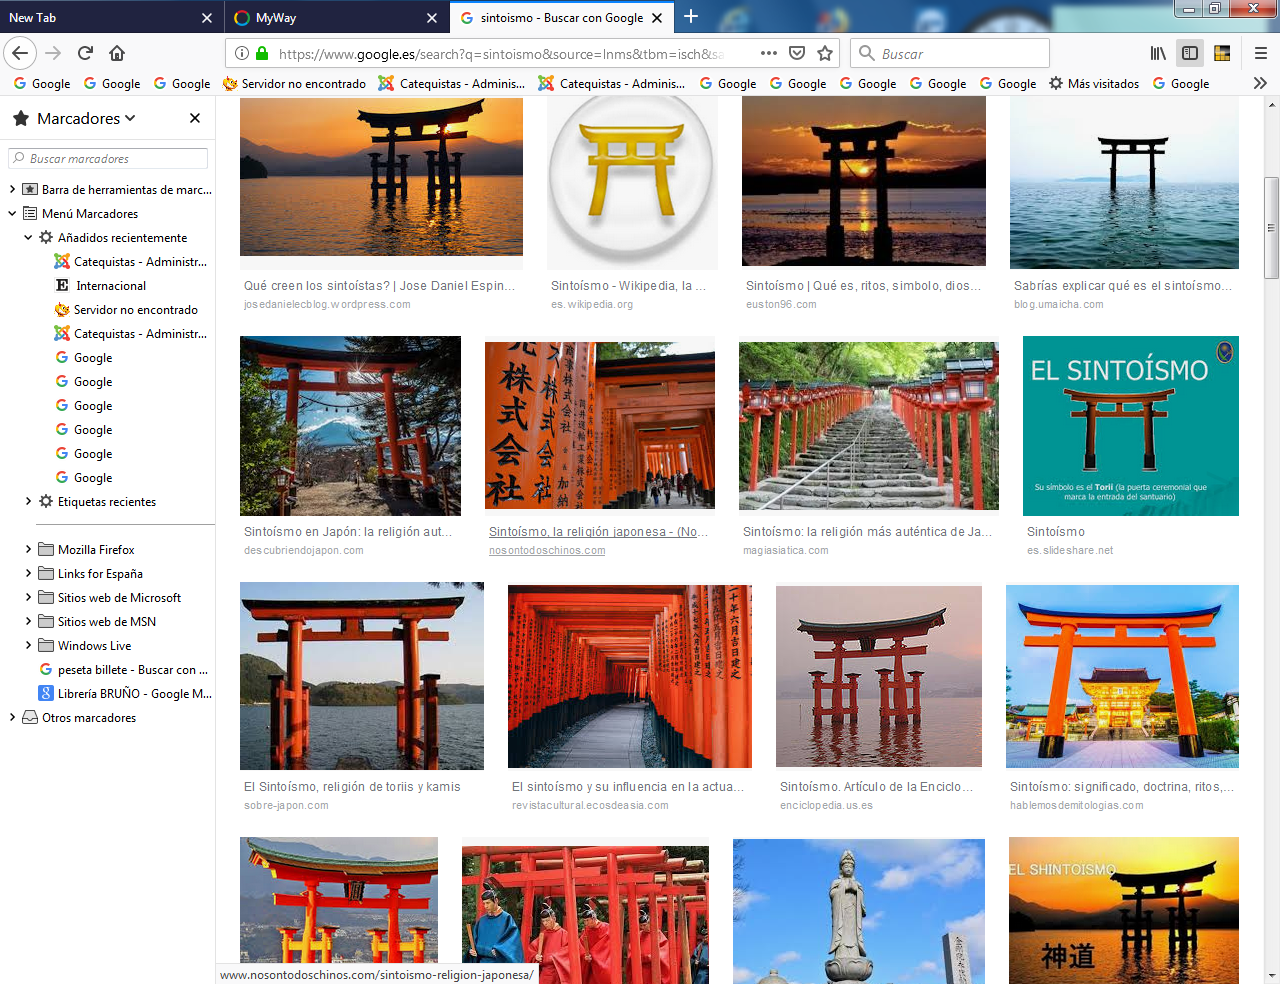 New Tab
MyWay
sintoismo - Buscar con Google
https://www.google.es/search?q=sintoismo&source=lnms&tbm=isch&sa
Buscar
Google
Google
Google
Servidor no encontrado
Catequistas - Adminis...
Catequistas - Adminis...
Google
Google
Google
Google
Google
Más visitados
Google
Marcadores
Buscar marcadores
Barra de herramientas de marc...
Menú Marcadores
Añadidos recientemente
Catequistas - Administr...
Internacional
Servidor no encontrado
Catequistas - Administr...
Google
Google
Google
Google
Google
Google
Etiquetas recientes
Mozilla Firefox
Links for España
Sitios web de Microsoft
Sitios web de MSN
Windows Live
peseta billete - Buscar con ...
Librería BRUÑO - Google M...
Otros marcadores
Qué creen los sintoístas? | Jose Daniel Espin...
josedanielecblog.wordpress.com
Sintoísmo - Wikipedia, la ...
es.wikipedia.org
Sintoísmo | Qué es, ritos, simbolo, dios...
euston96.com
Sabrías explicar qué es el sintoísmo...
blog.umaicha.com
株式会社
株式会社
EL SINTOÍSMO
Su símbolo es el Torii (la puerta ceremonial que
marca la entrada del santuario)
Sintoísmo en Japón: la religión aut...
descubriendojapon.com
Sintoísmo, la religión japonesa - (No...
nosontodoschinos.com
Sintoísmo: la religión más auténtica de Ja...
magiasiatica.com
Sintoísmo
es.slideshare.net
El Sintoísmo, religión de toriis y kamis
sobre-japon.com
El sintoísmo y su influencia en la actua...
revistacultural.ecosdeasia.com
Sintoísmo. Artículo de la Enciclo...
enciclopedia.us.es
Sintoísmo: significado, doctrina, ritos,...
hablemosdemitologias.com
EL SHINTOISMO
神道
www.nosontodoschinos.com/sintoismo-religion-japonesa/